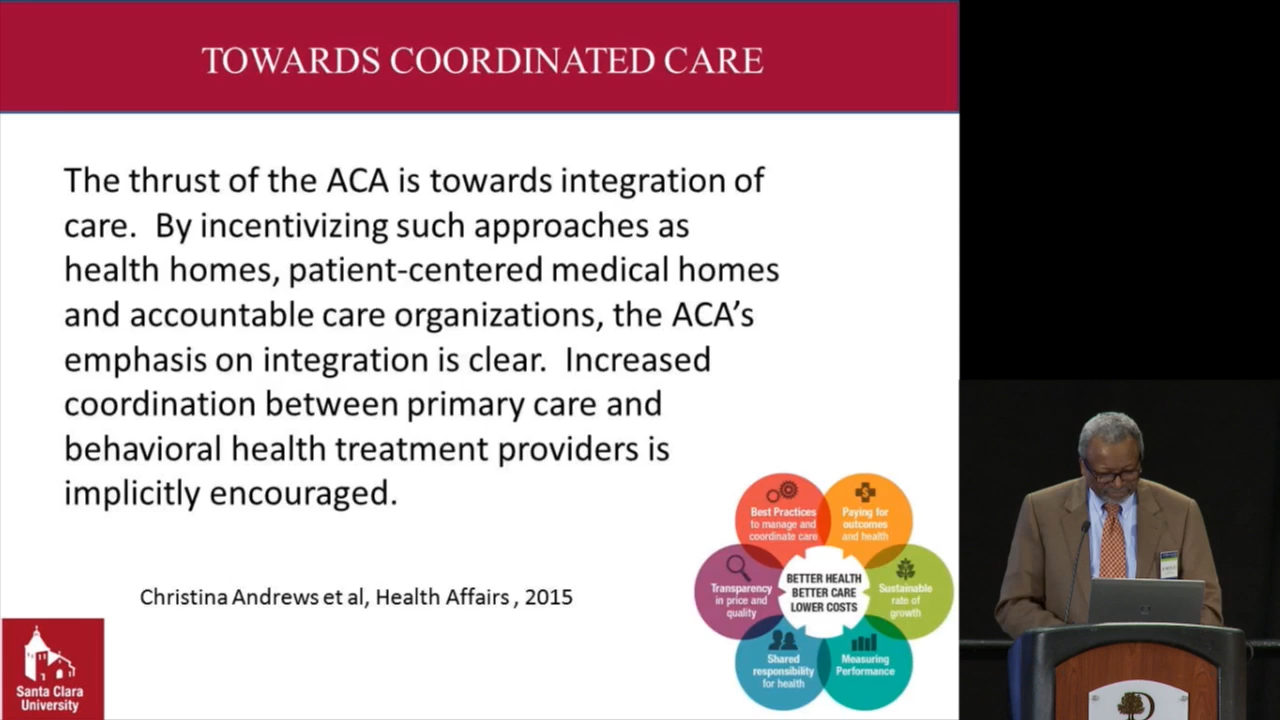 TOWARDS COORDINATED CARE
The thrust of the ACA is towards integration of
care.  By incentivizing such approaches as
health homes, patient-centered medical homes
and accountable care organizations, the ACA’s
emphasis on integration is clear.  Increased
coordination between primary care and
behavioral health treatment providers is
implicitly encouraged.
Christina Andrews et al, Health Affairs , 2015
Best Practices
to manage and
coordinate care
Paying for
outcomes
and health
Transparency
in price and
quality
BETTER HEALTH
BETTER CARE
LOWER COSTS
Sustainable
rate of
growth
Shared
responsibility
for health
Measuring
Performance
Santa Clara
University